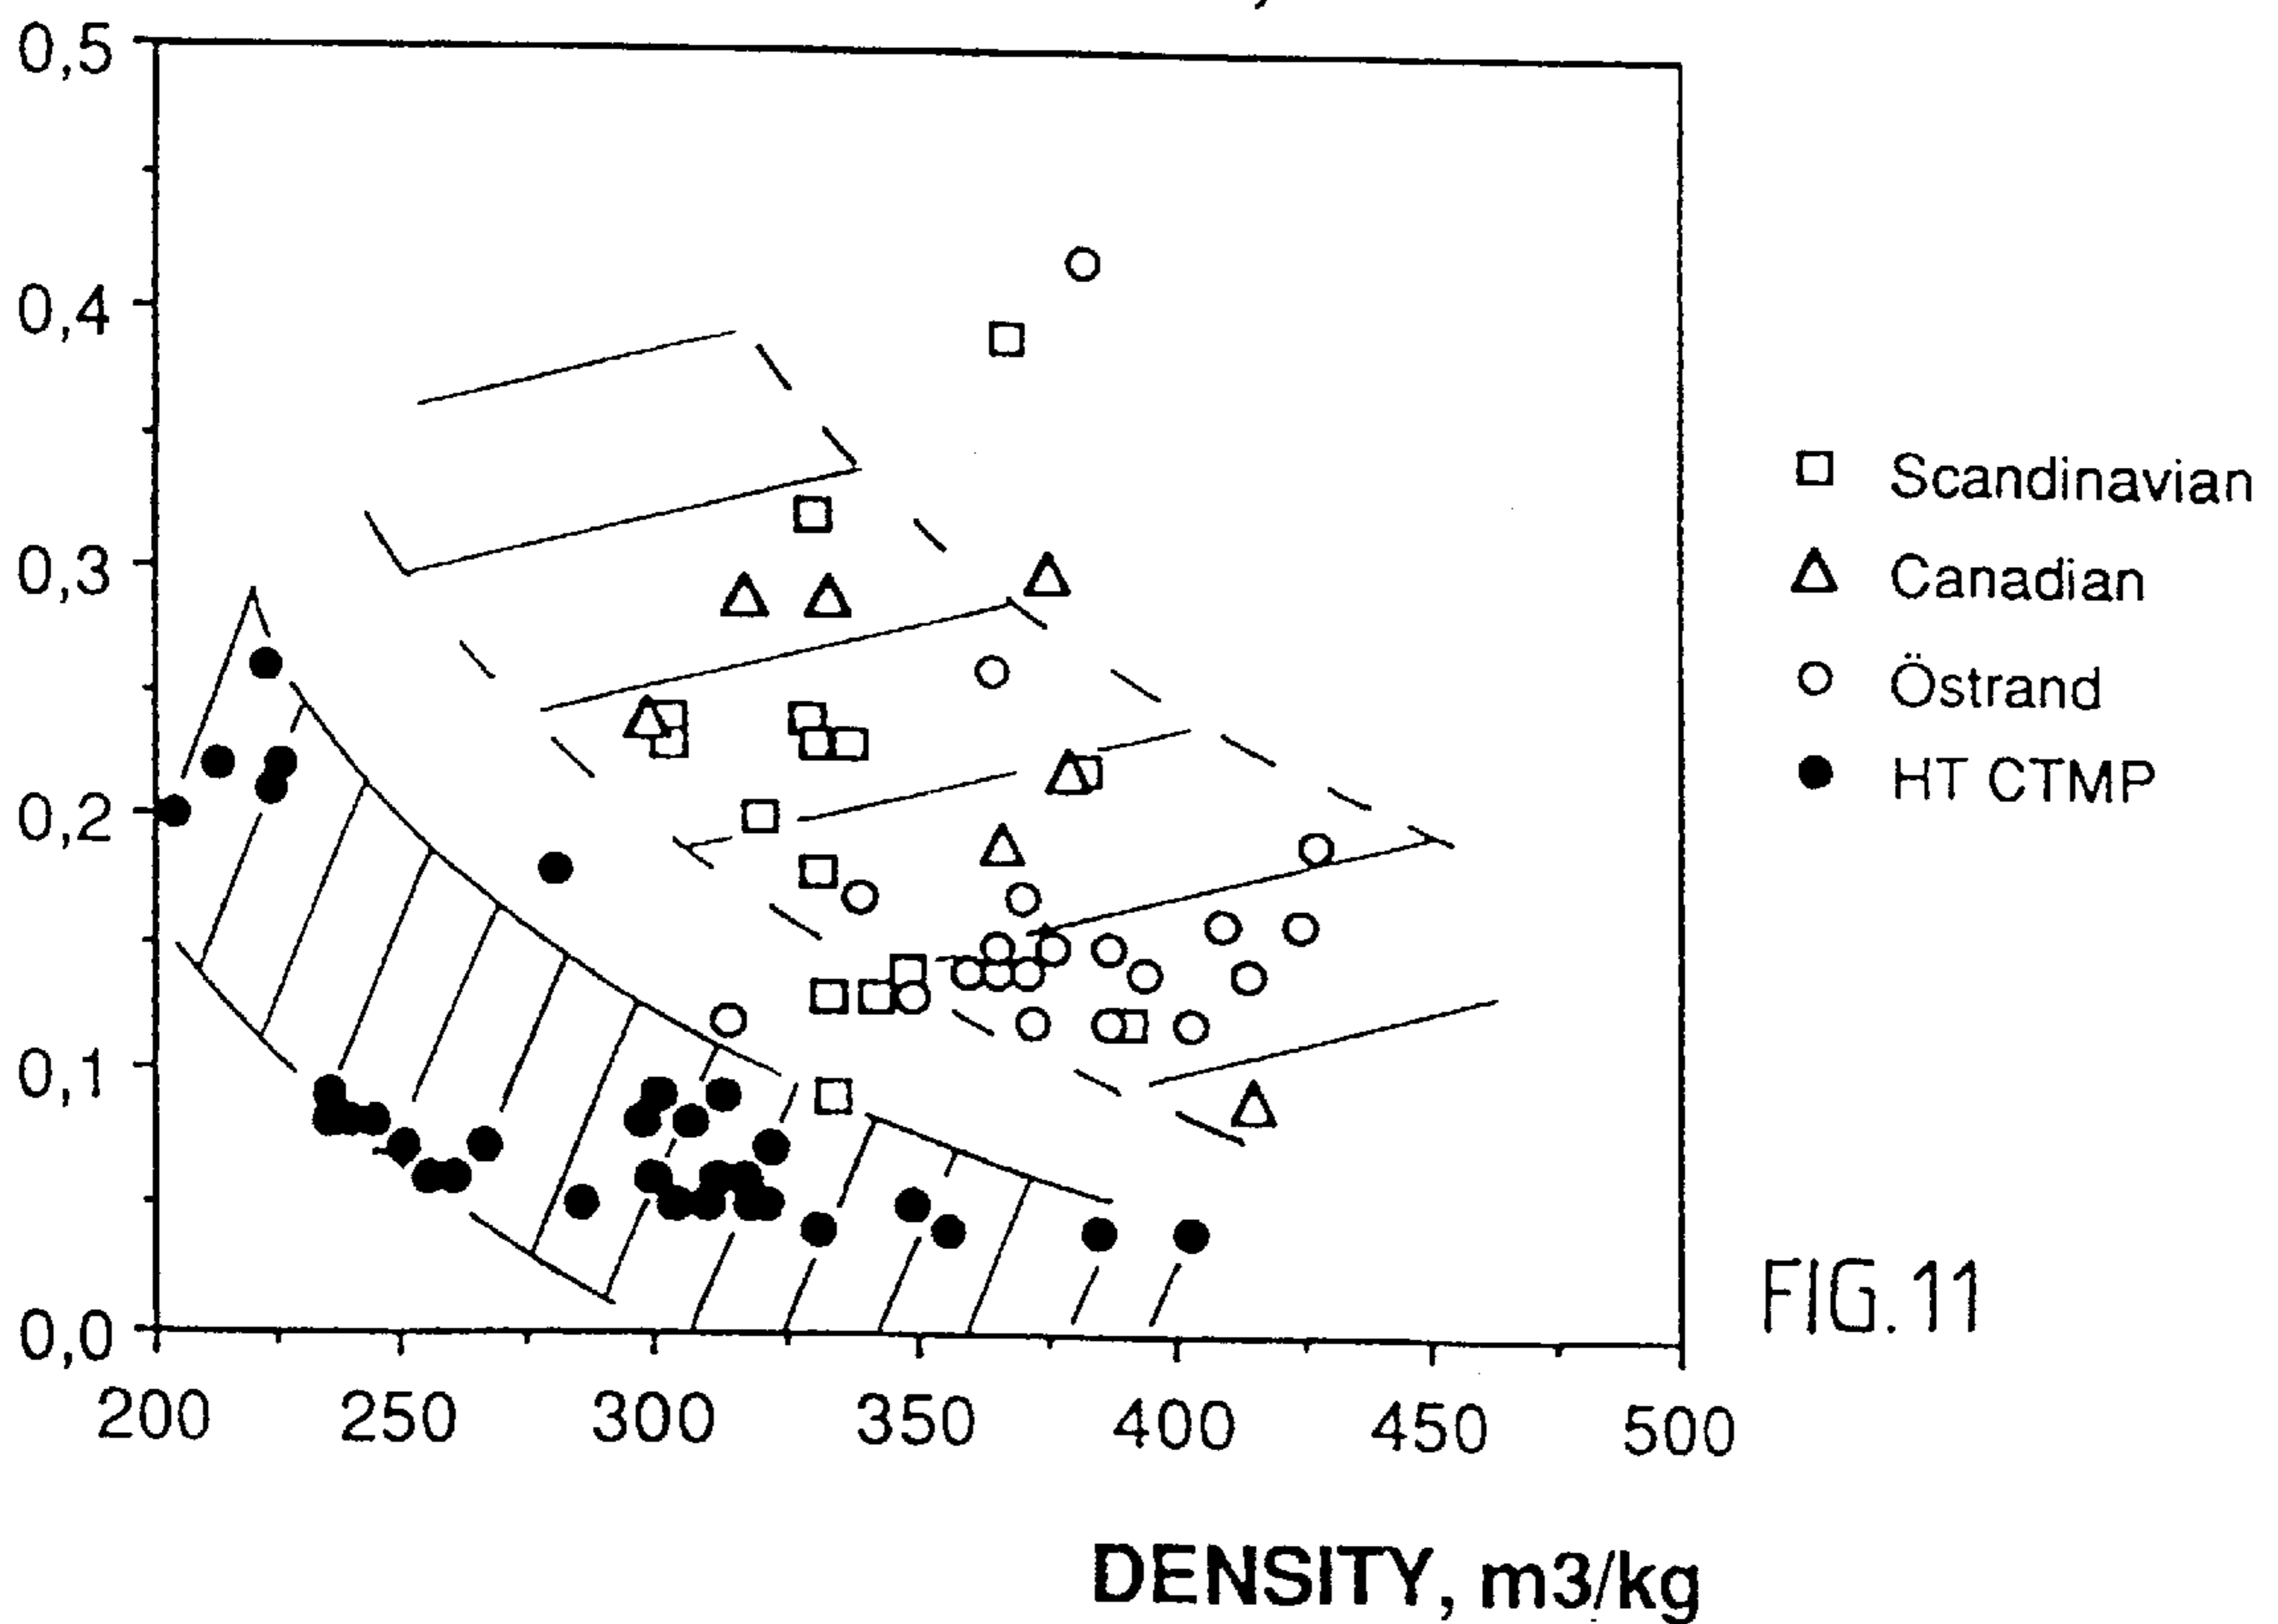 0,5
0,4
0,3
0,2
0,1
0,0
200 250 300 350 400 450 500
DENSITY, m3/kg
Scandinavian
Canadian
Östrand
HT CTMP
FIG.11